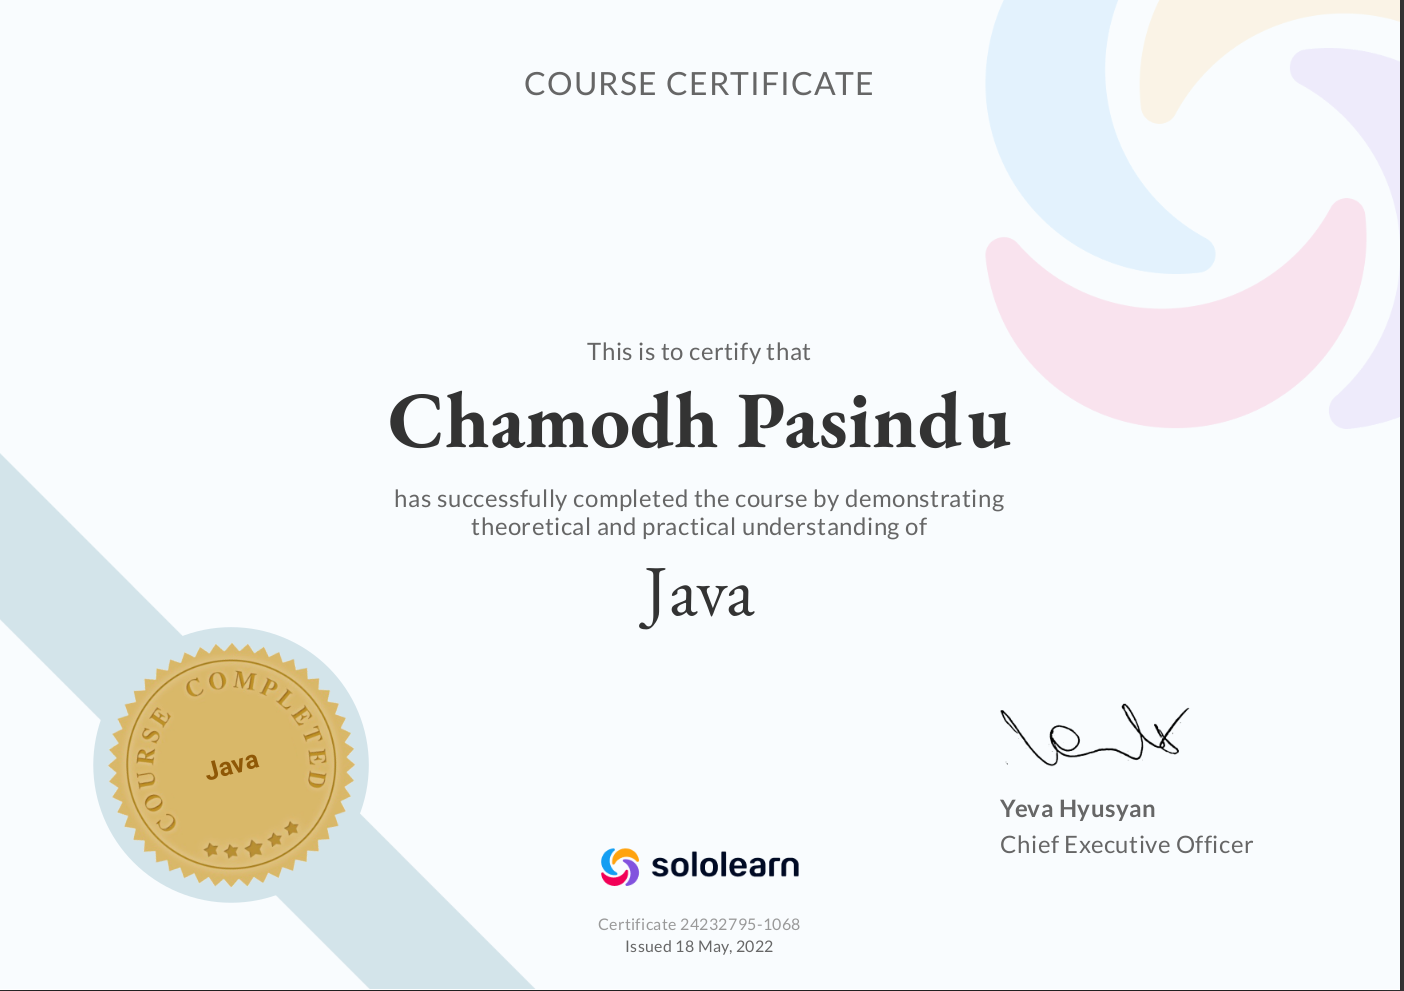 COURSE CERTIFICATE
This is to certify that
Chamodh Pasindu
has successfully completed the course by demonstrating
theoretical and practical understanding of
Java
COURSE COMPLETED
Java
Yeva Hyusyan
Chief Executive Officer
sololearn
Certificate 24232795-1068
Issued 18 May, 2022